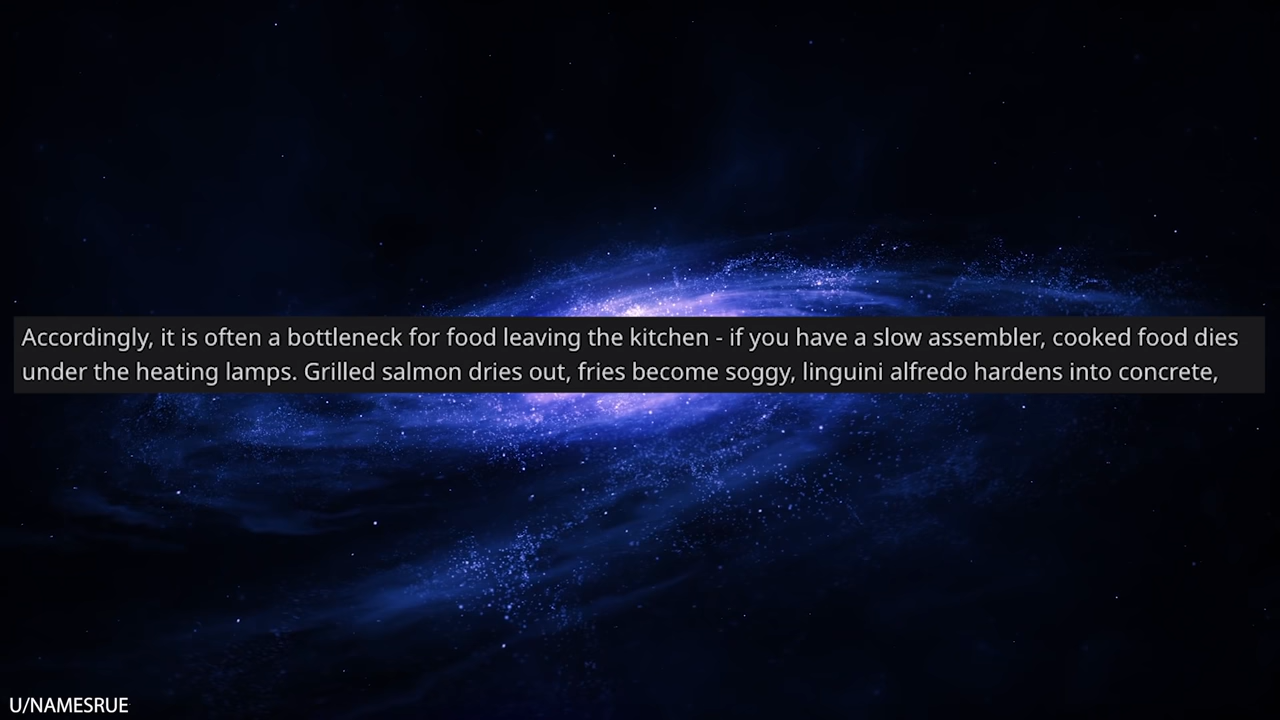 Accordingly, it is often a bottleneck for food leaving the kitchen - if you have a slow assembler, cooked food dies
under the heating lamps. Grilled salmon dries out, fries become soggy, linguini alfredo hardens into concrete,
U/NAMESRUE